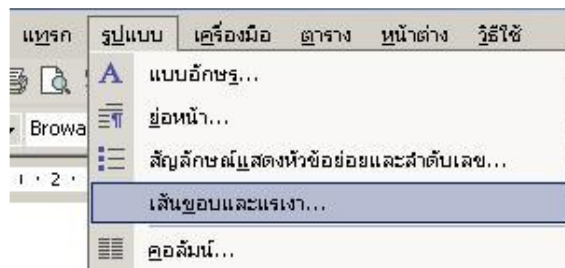 แทรก รูปแบบ เครื่องมือ ตาราง หน้าต่าง วิธีใช้
แบบอักษร...
Browa
ย่อหน้า...
สัญลักษณ์แสดงหัวข้อย่อยและลำดับเลข...
1 · 2 ·
เส้นขอบและแรเงา...
คอลัมน์...